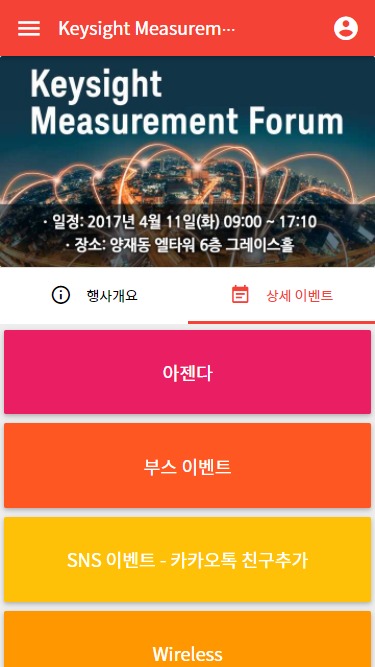 Keysight Measurem···
Keysight
Measurement Forum
· 일정: 2017년 4월 11일(화) 09:00 ~ 17:10
· 장소: 양재동 엘타워 6층 그레이스홀
행사개요
상세 이벤트
아젠다
부스 이벤트
SNS 이벤트 - 카카오톡 친구추가
Wireless